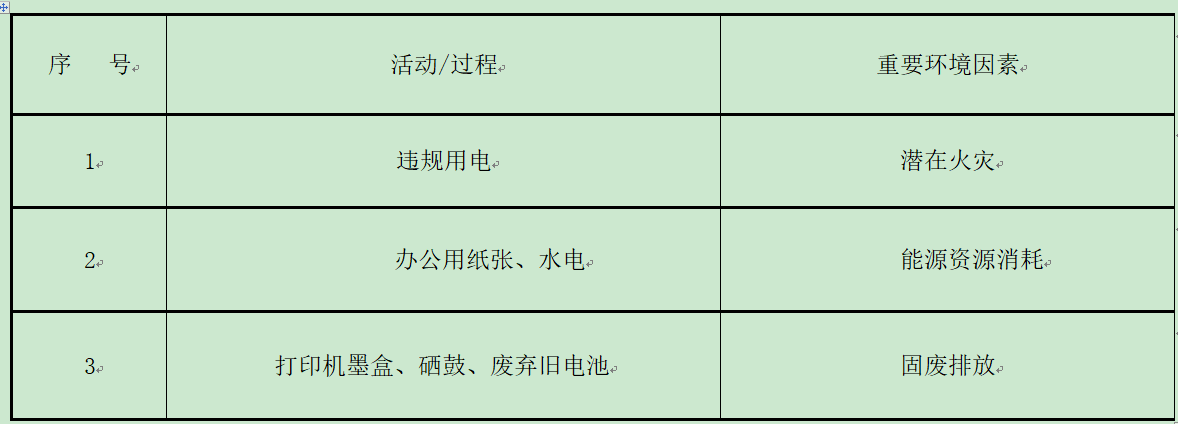 序 号 活动/过程 重要环境因素
1 违规用电 潜在火灾
2 办公用纸张、水电 能源资源消耗
3 打印机墨盒、硒鼓、废弃旧电池 固废排放